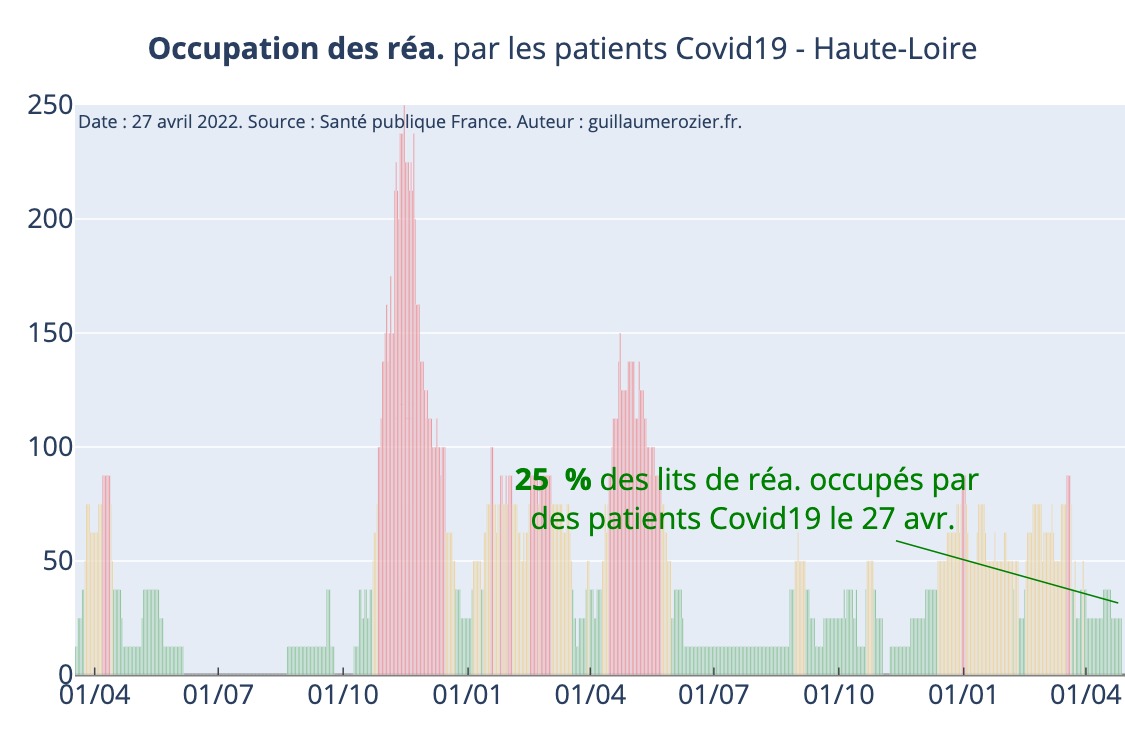 Occupation des réa. par les patients Covid19 - Haute-Loire
250
Date : 27 avril 2022. Source : Santé publique France. Auteur : guillaumerozier.fr.
200
150
100
25 % des lits de réa. occupés par
des patients Covid19 le 27 avr.
50
0
01/04 01/07 01/10 01/01 01/04 01/07 01/10 01/01 01/04